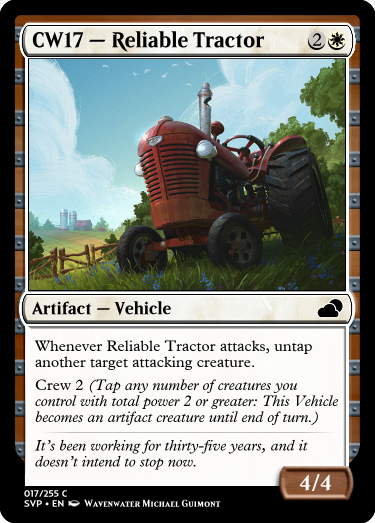 CW17 — Reliable Tractor 2
Artifact — Vehicle
Whenever Reliable Tractor attacks, untap
another target attacking creature.
Crew 2 (Tap any number of creatures you
control with total power 2 or greater: This Vehicle
becomes an artifact creature until end of turn.)
It's been working for thirty-five years, and it
doesn't intend to stop now.
4/4
017/255 C
SVP • EN Wavenwater Michael Guimont